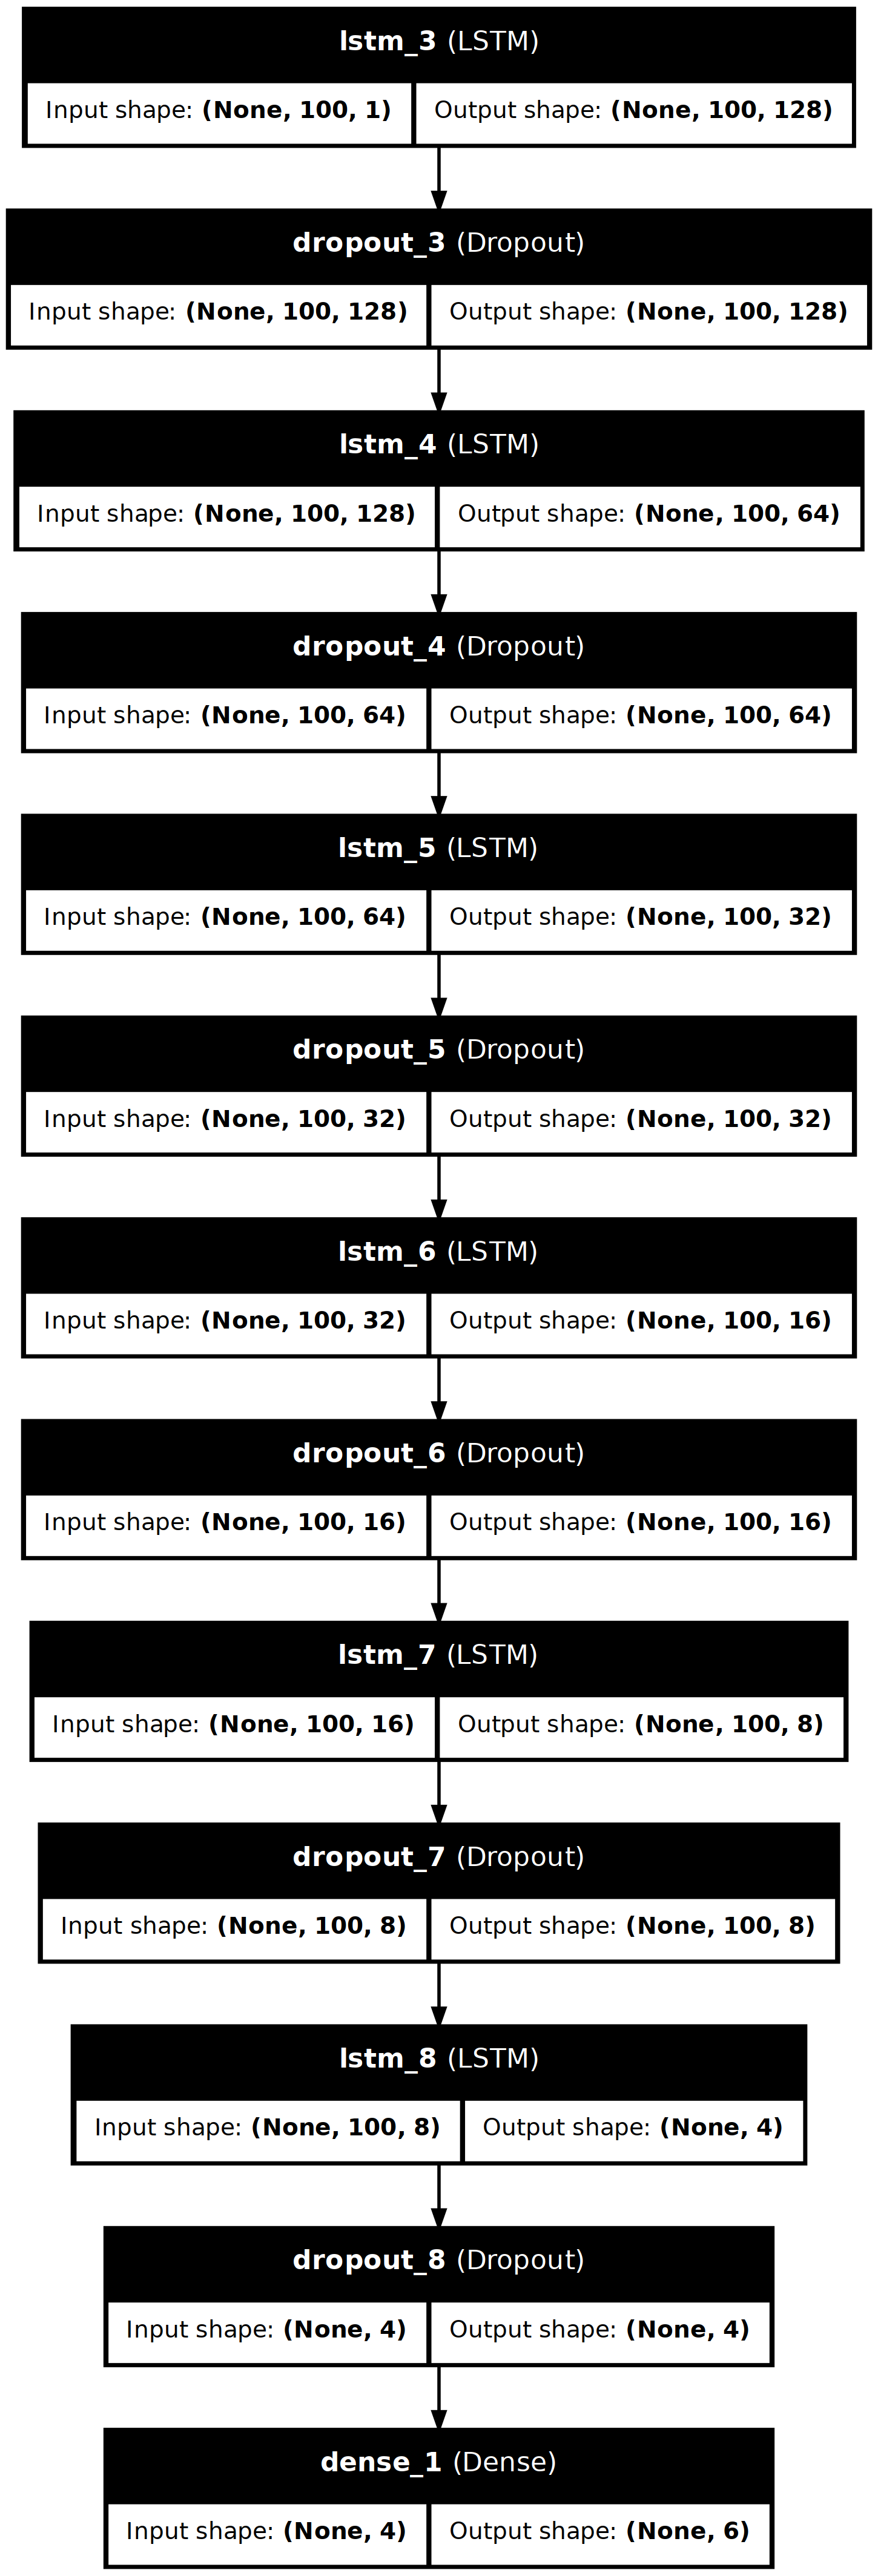 lstm_3 (LSTM)
Input shape: (None, 100, 1) Output shape: (None, 100, 128)
dropout_3 (Dropout)
Input shape: (None, 100, 128) Output shape: (None, 100, 128)
lstm_4 (LSTM)
Input shape: (None, 100, 128) Output shape: (None, 100, 64)
dropout_4 (Dropout)
Input shape: (None, 100, 64) Output shape: (None, 100, 64)
lstm_5 (LSTM)
Input shape: (None, 100, 64) Output shape: (None, 100, 32)
dropout_5 (Dropout)
Input shape: (None, 100, 32) Output shape: (None, 100, 32)
lstm_6 (LSTM)
Input shape: (None, 100, 32) Output shape: (None, 100, 16)
dropout_6 (Dropout)
Input shape: (None, 100, 16) Output shape: (None, 100, 16)
lstm_7 (LSTM)
Input shape: (None, 100, 16) Output shape: (None, 100, 8)
dropout_7 (Dropout)
Input shape: (None, 100, 8) Output shape: (None, 100, 8)
lstm_8 (LSTM)
Input shape: (None, 100, 8) Output shape: (None, 4)
dropout_8 (Dropout)
Input shape: (None, 4) Output shape: (None, 4)
dense_1 (Dense)
Input shape: (None, 4) Output shape: (None, 6)